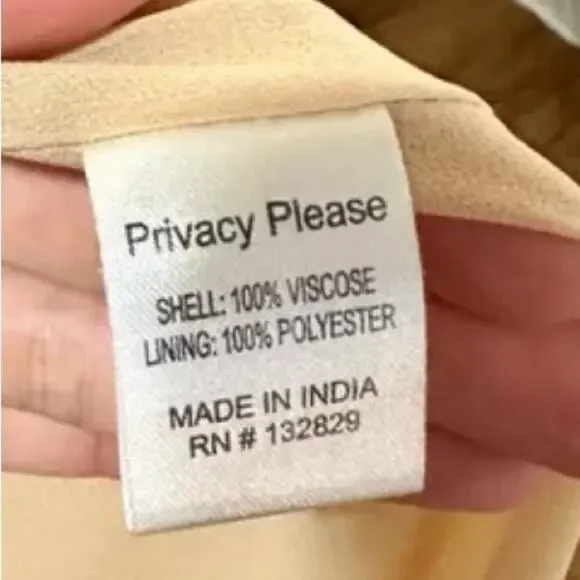 Privacy Please
SHELL: 100% VISCOSE
LINING: 100% POLYESTER
MADE IN INDIA
RN # 132829